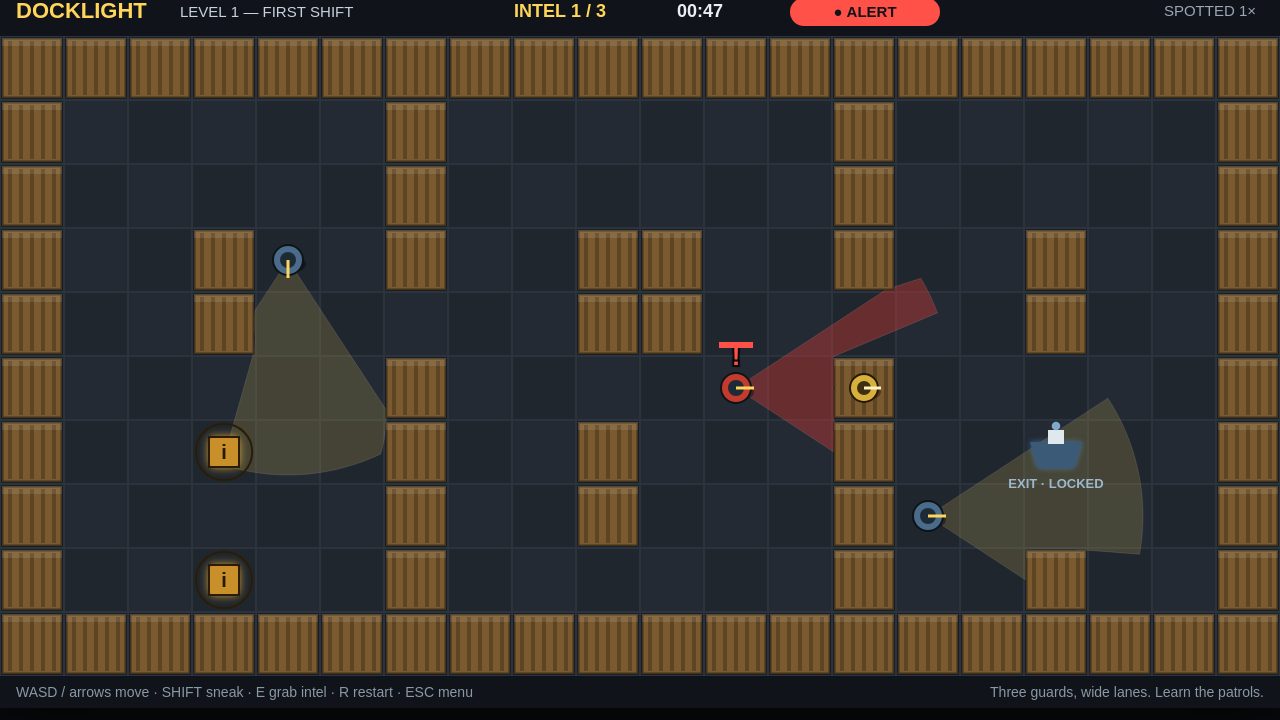 DOCKLIGHT LEVEL 1 — FIRST SHIFT INTEL 1 / 3 00:47 ● ALERT SPOTTED 1×
!
i
EXIT · LOCKED
i
WASD / arrows move · SHIFT sneak · E grab intel · R restart · ESC menu Three guards, wide lanes. Learn the patrols.